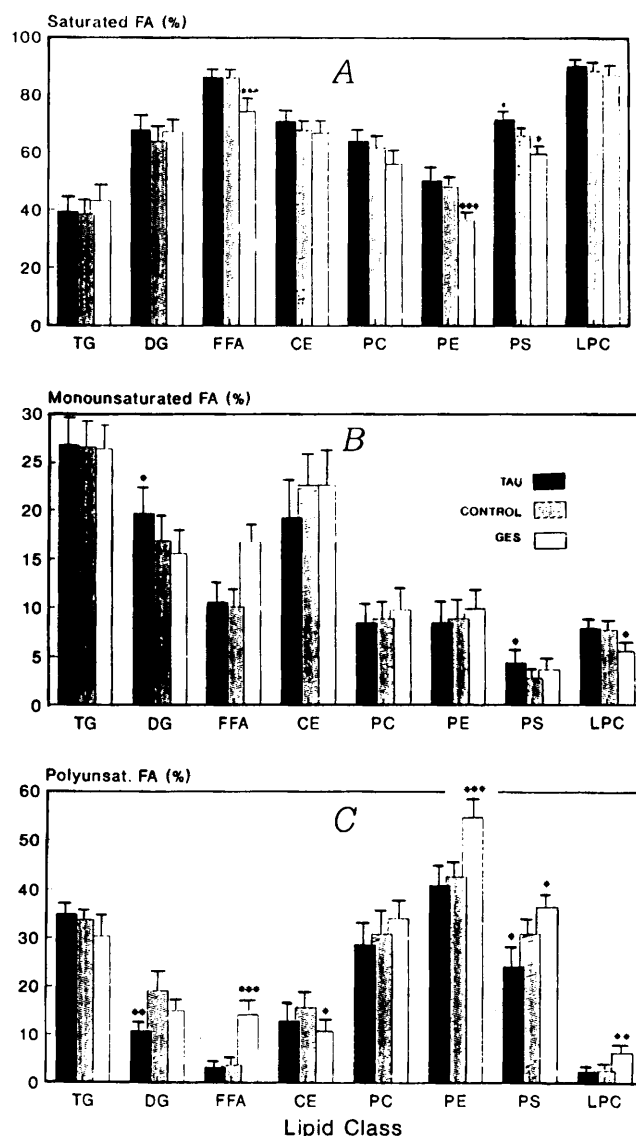 Saturated FA (%)
100
A
80
60
40
20
0
TG DG FFA CE PC PE PS LPC
Monounsaturated FA (%)
30
B
25
TAU
20
CONTROL
GES
15
10
5
0
TG DG FFA CE PC PE PS LPC
Polyunsat. FA (%)
60
C
50
40
30
20
10
0
TG DG FFA CE PC PE PS LPC
Lipid Class